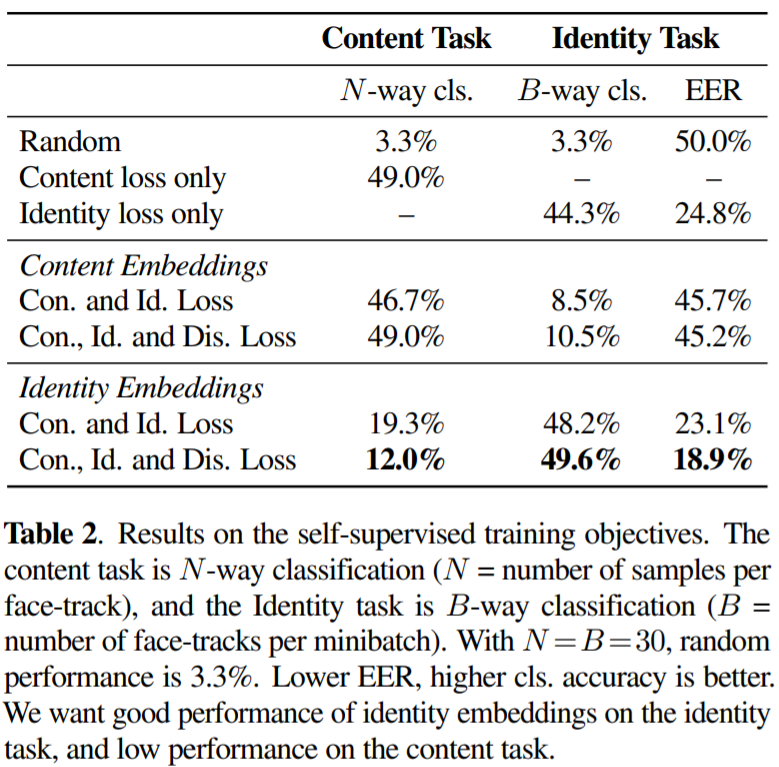 Content Task Identity Task
N-way cls. B-way cls. EER
Random 3.3% 3.3% 50.0%
Content loss only 49.0% – –
Identity loss only – 44.3% 24.8%
Content Embeddings
Con. and Id. Loss 46.7% 8.5% 45.7%
Con., Id. and Dis. Loss 49.0% 10.5% 45.2%
Identity Embeddings
Con. and Id. Loss 19.3% 48.2% 23.1%
Con., Id. and Dis. Loss 12.0% 49.6% 18.9%
Table 2. Results on the self-supervised training objectives. The
content task is N-way classification (N = number of samples per
face-track), and the Identity task is B-way classification (B =
number of face-tracks per minibatch). With N=B=30, random
performance is 3.3%. Lower EER, higher cls. accuracy is better.
We want good performance of identity embeddings on the identity
task, and low performance on the content task.